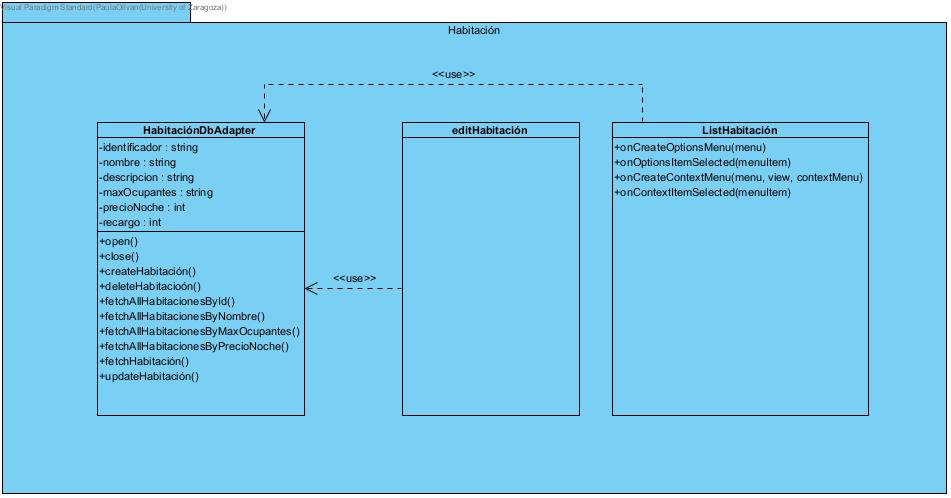 Visual Paradigm Standard(PaulaOlivan(University of Zaragoza))
Habitación
<<use>>
HabitaciónDbAdapter
-identificador : string
-nombre : string
-descripcion : string
-maxOcupantes : string
-precioNoche : int
-recargo : int
+open()
+close()
+createHabitación()
+deleteHabitacioón()
+fetchAllHabitacionesById()
+fetchAllHabitacionesByNombre()
+fetchAllHabitacionesByMaxOcupantes()
+fetchAllHabitacionesByPrecioNoche()
+fetchHabitación()
+updateHabitación()
<<use>>
editHabitación
ListHabitación
+onCreateOptionsMenu(menu)
+onOptionsItemSelected(menuItem)
+onCreateContextMenu(menu, view, contextMenu)
+onContextItemSelected(menuItem)